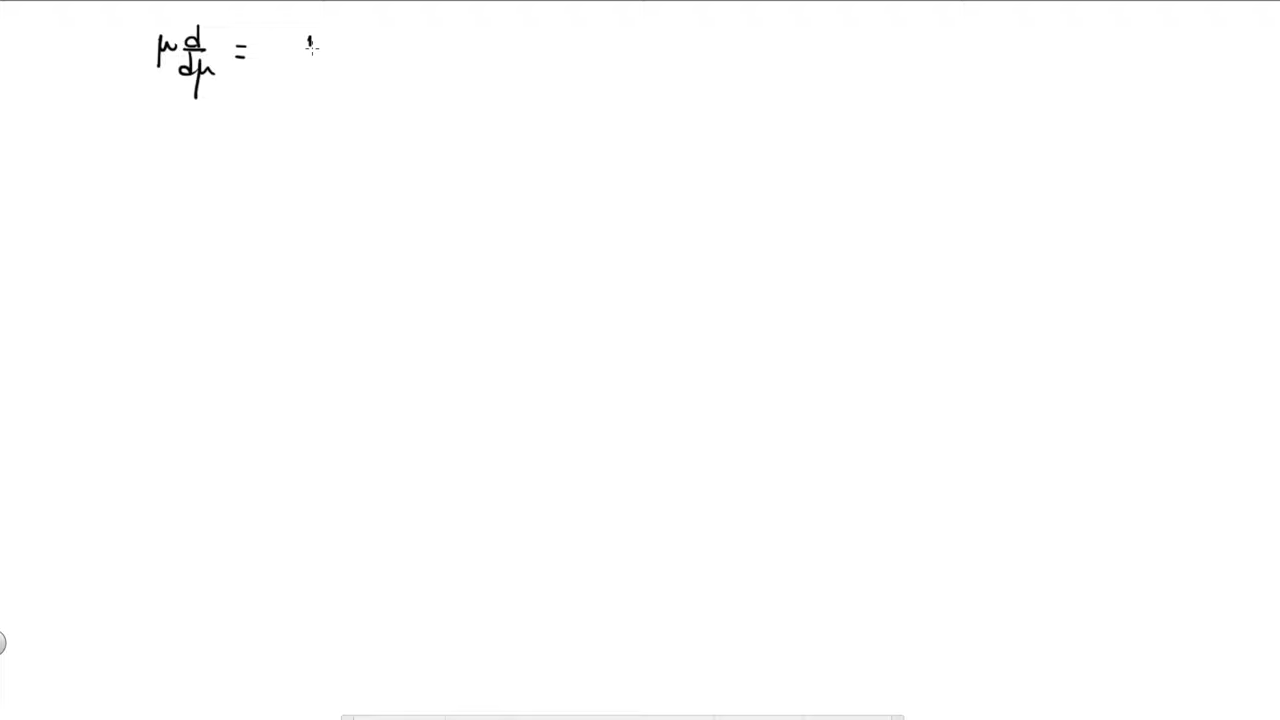 μ d/dμ =